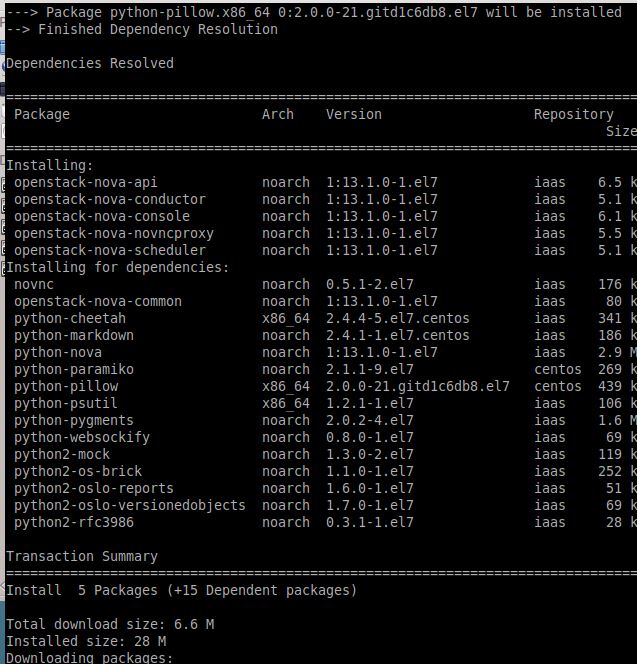 ---> Package python-pillow.x86_64 0:2.0.0-21.gitd1c6db8.el7 will be installed
--> Finished Dependency Resolution
Dependencies Resolved
================================================================================
Package Arch Version Repository
Size
================================================================================
Installing:
openstack-nova-api noarch 1:13.1.0-1.el7 iaas 6.5 k
openstack-nova-conductor noarch 1:13.1.0-1.el7 iaas 5.1 k
openstack-nova-console noarch 1:13.1.0-1.el7 iaas 6.1 k
openstack-nova-novncproxy noarch 1:13.1.0-1.el7 iaas 5.5 k
openstack-nova-scheduler noarch 1:13.1.0-1.el7 iaas 5.1 k
Installing for dependencies:
novnc noarch 0.5.1-2.el7 iaas 176 k
openstack-nova-common noarch 1:13.1.0-1.el7 iaas 80 k
python-cheetah x86_64 2.4.4-5.el7.centos iaas 341 k
python-markdown noarch 2.4.1-1.el7.centos iaas 186 k
python-nova noarch 1:13.1.0-1.el7 iaas 2.9 M
python-paramiko noarch 2.1.1-9.el7 centos 269 k
python-pillow x86_64 2.0.0-21.gitd1c6db8.el7 centos 439 k
python-psutil x86_64 1.2.1-1.el7 iaas 106 k
python-pygments noarch 2.0.2-4.el7 iaas 1.6 M
python-websockify noarch 0.8.0-1.el7 iaas 69 k
python2-mock noarch 1.3.0-2.el7 iaas 119 k
python2-os-brick noarch 1.1.0-1.el7 iaas 252 k
python2-oslo-reports noarch 1.6.0-1.el7 iaas 51 k
python2-oslo-versionedobjects noarch 1.7.0-1.el7 iaas 69 k
python2-rfc3986 noarch 0.3.1-1.el7 iaas 28 k
Transaction Summary
================================================================================
Install 5 Packages (+15 Dependent packages)
Total download size: 6.6 M
Installed size: 28 M
Downloading packages: